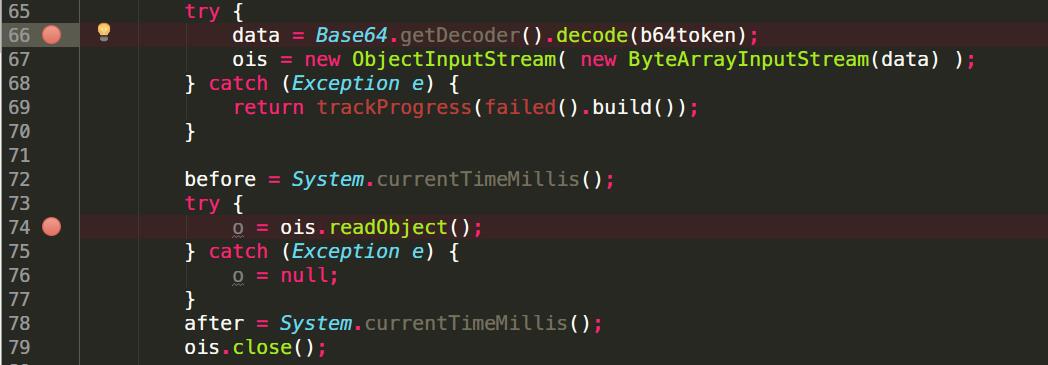 65 try {
66 data = Base64.getDecoder().decode(b64token);
67 ois = new ObjectInputStream( new ByteArrayInputStream(data) );
68 } catch (Exception e) {
69 return trackProgress(failed().build());
70 }
71
72 before = System.currentTimeMillis();
73 try {
74 o = ois.readObject();
75 } catch (Exception e) {
76 o = null;
77 }
78 after = System.currentTimeMillis();
79 ois.close();